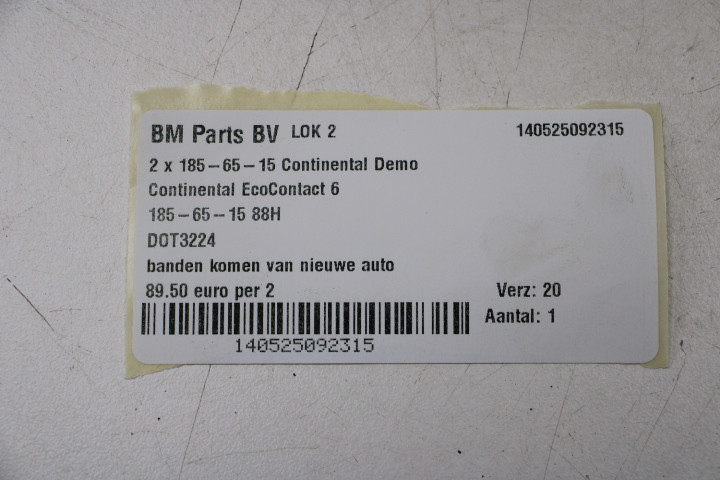 BM Parts BV LOK 2 140525092315
2 x 185-65-15 Continental Demo
Continental EcoContact 6
185-65-15 88H
DOT3224
banden komen van nieuwe auto
89.50 euro per 2 Verz: 20
Aantal: 1
140525092315